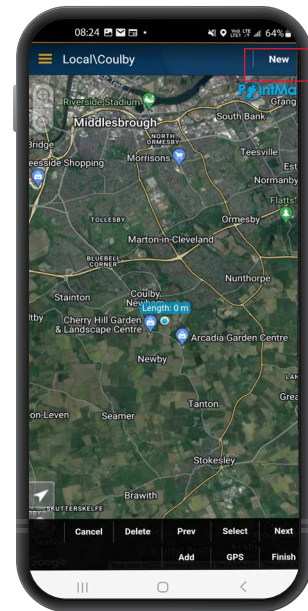 08:24
64%
Local\Coulby
New
PointMa
Grang
Riverside Stadium
Middlesbrough
South Bank
NORTH
ORMESBY
Bridge
Teesville
eesside Shopping
Morrisons
Est
Normanby
Flatts'
TOLLESBY
Ormesby
Marton-in-Cleveland
BLUEBELL
CORNER
Nunthorpe
Stainton
Coulby
Newham
Length: 0 m
ltby
Cherry Hill Garden
& Landscape Centre
Arcadia Garden Centre
Newby
LAN
Grea
Tanton
on-Leven
Seamer
Stokesley
Brawith
SKUTTERSKELFE
Cancel
Delete
Prev
Select
Next
Add
GPS
Finish